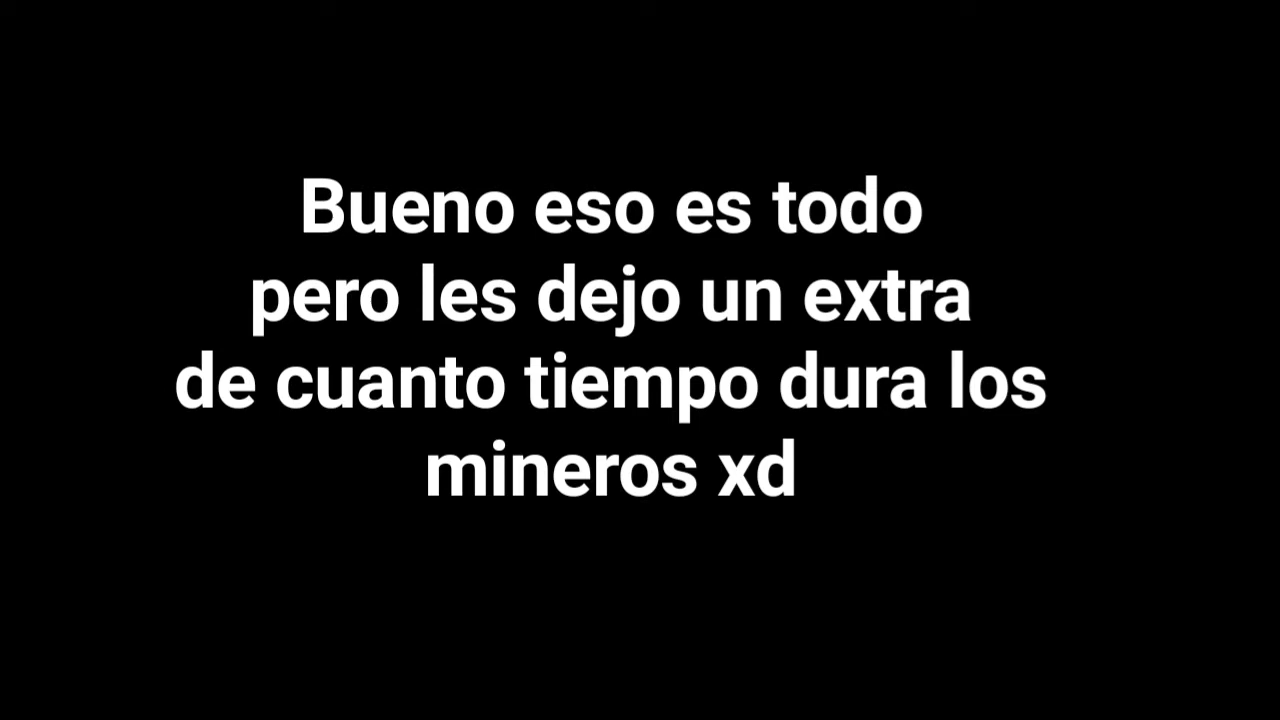 Bueno eso es todo
pero les dejo un extra
de cuanto tiempo dura los
mineros xd